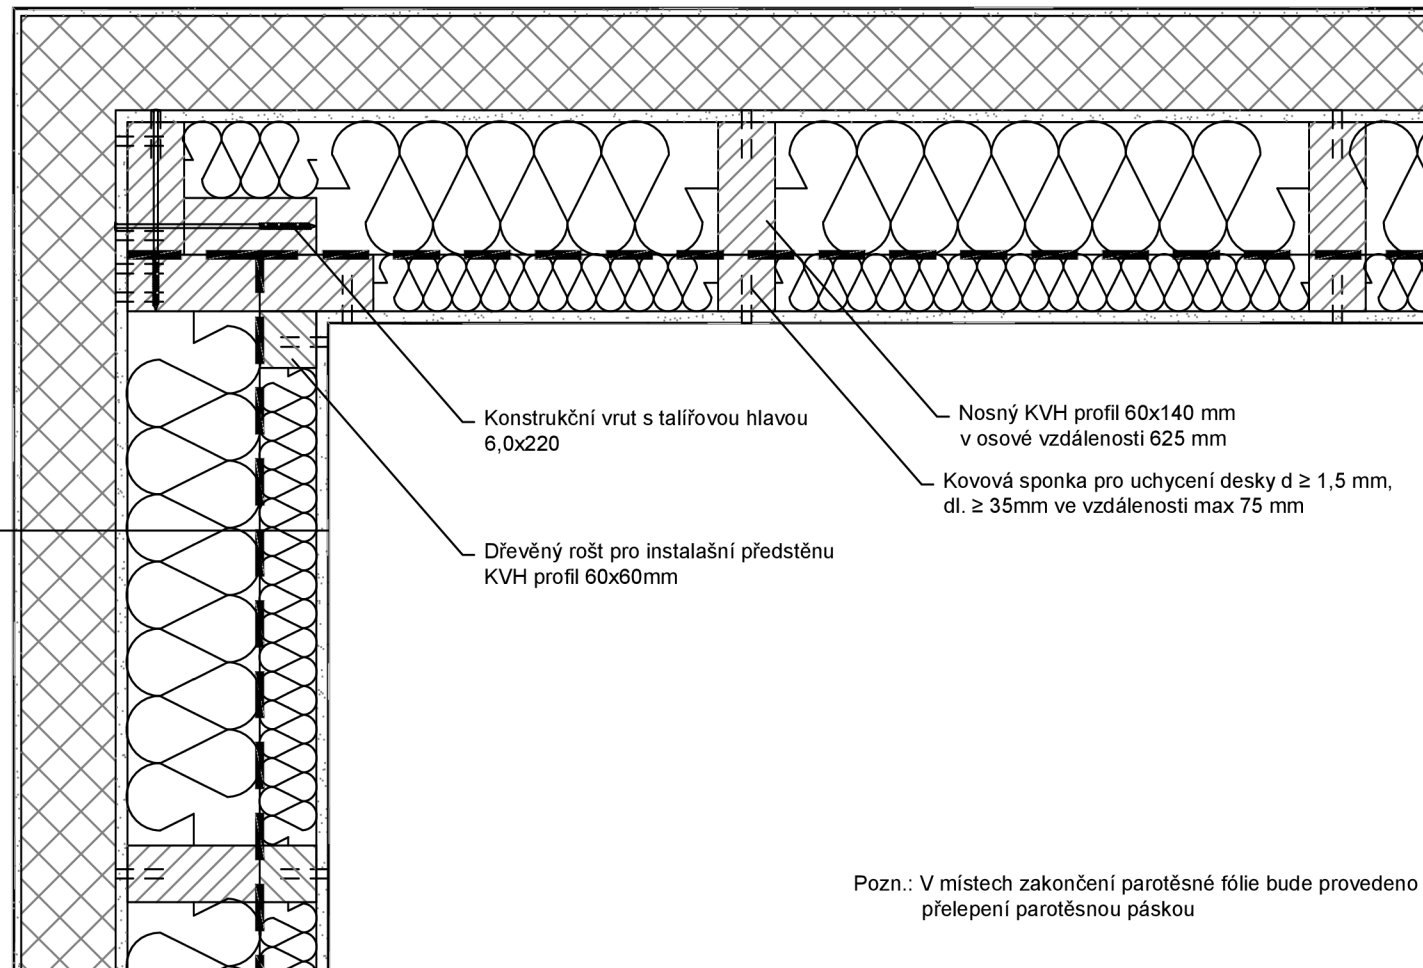 Konstrukční vrut s talířovou hlavou
6,0x220
Nosný KVH profil 60x140 mm
v osové vzdálenosti 625 mm
Kovová sponka pro uchycení desky d ≥ 1,5 mm,
dl. ≥ 35mm ve vzdálenosti max 75 mm
Dřevěný rošt pro instalašní předstěnu
KVH profil 60x60mm
Pozn.: V místech zakončení parotěsné fólie bude provedeno
přelepení parotěsnou páskou